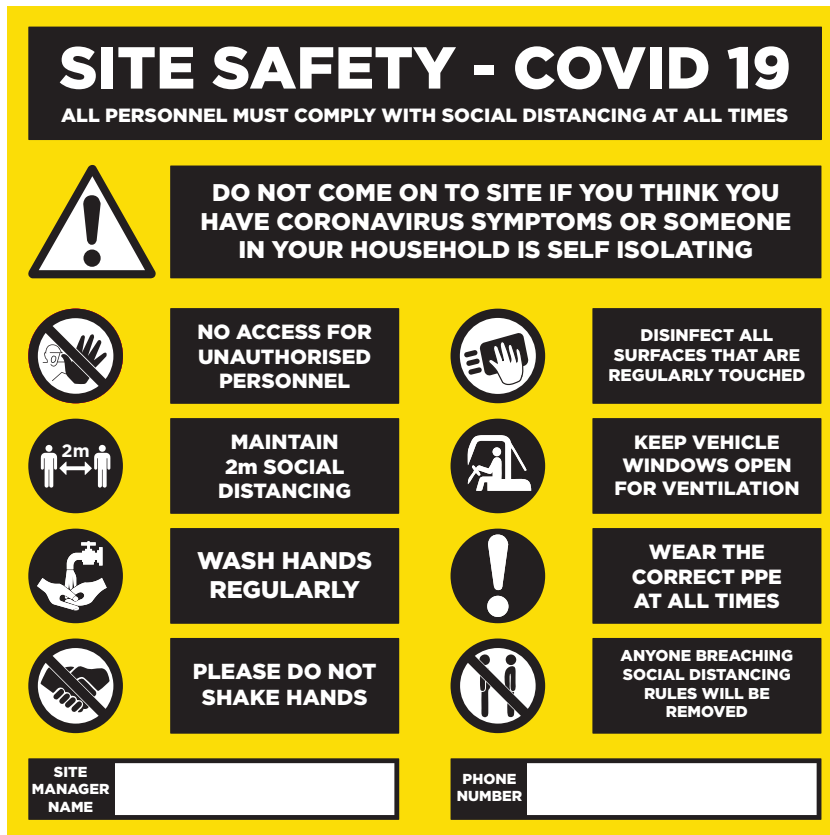 SITE SAFETY - COVID 19
ALL PERSONNEL MUST COMPLY WITH SOCIAL DISTANCING AT ALL TIMES
DO NOT COME ON TO SITE IF YOU THINK YOU
HAVE CORONAVIRUS SYMPTOMS OR SOMEONE
IN YOUR HOUSEHOLD IS SELF ISOLATING
NO ACCESS FOR
UNAUTHORISED
PERSONNEL
DISINFECT ALL
SURFACES THAT ARE
REGULARLY TOUCHED
2m
MAINTAIN
2m SOCIAL
DISTANCING
KEEP VEHICLE
WINDOWS OPEN
FOR VENTILATION
WASH HANDS
REGULARLY
WEAR THE
CORRECT PPE
AT ALL TIMES
PLEASE DO NOT
SHAKE HANDS
ANYONE BREACHING
SOCIAL DISTANCING
RULES WILL BE
REMOVED
SITE
MANAGER
NAME
PHONE
NUMBER